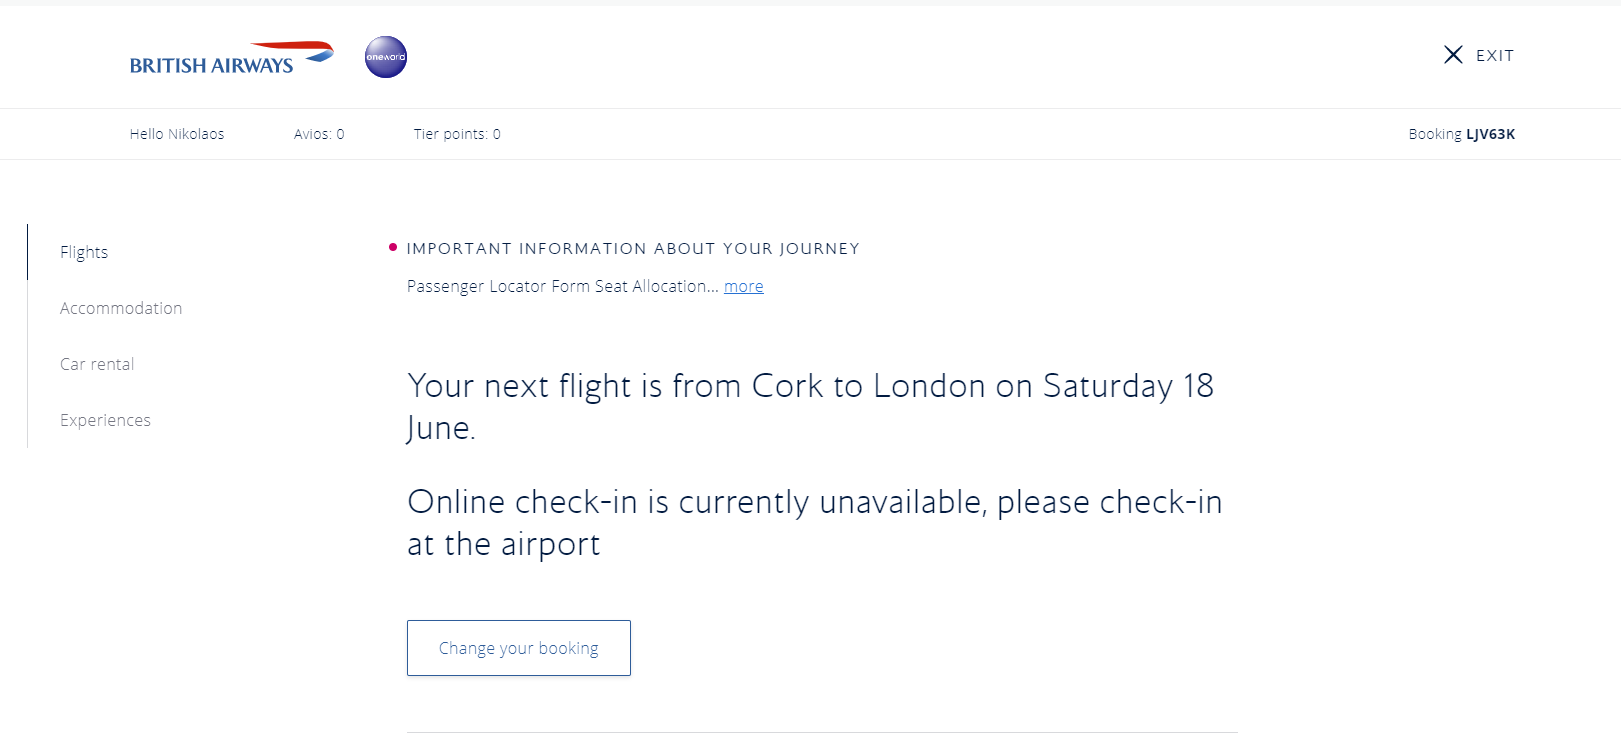 BRITISH AIRWAYS
oneworld
EXIT
Hello Nikolaos Avios: 0 Tier points: 0 Booking LJV63K
Flights
Accommodation
Car rental
Experiences
IMPORTANT INFORMATION ABOUT YOUR JOURNEY
Passenger Locator Form Seat Allocation... more
Your next flight is from Cork to London on Saturday 18
June.
Online check-in is currently unavailable, please check-in
at the airport
Change your booking